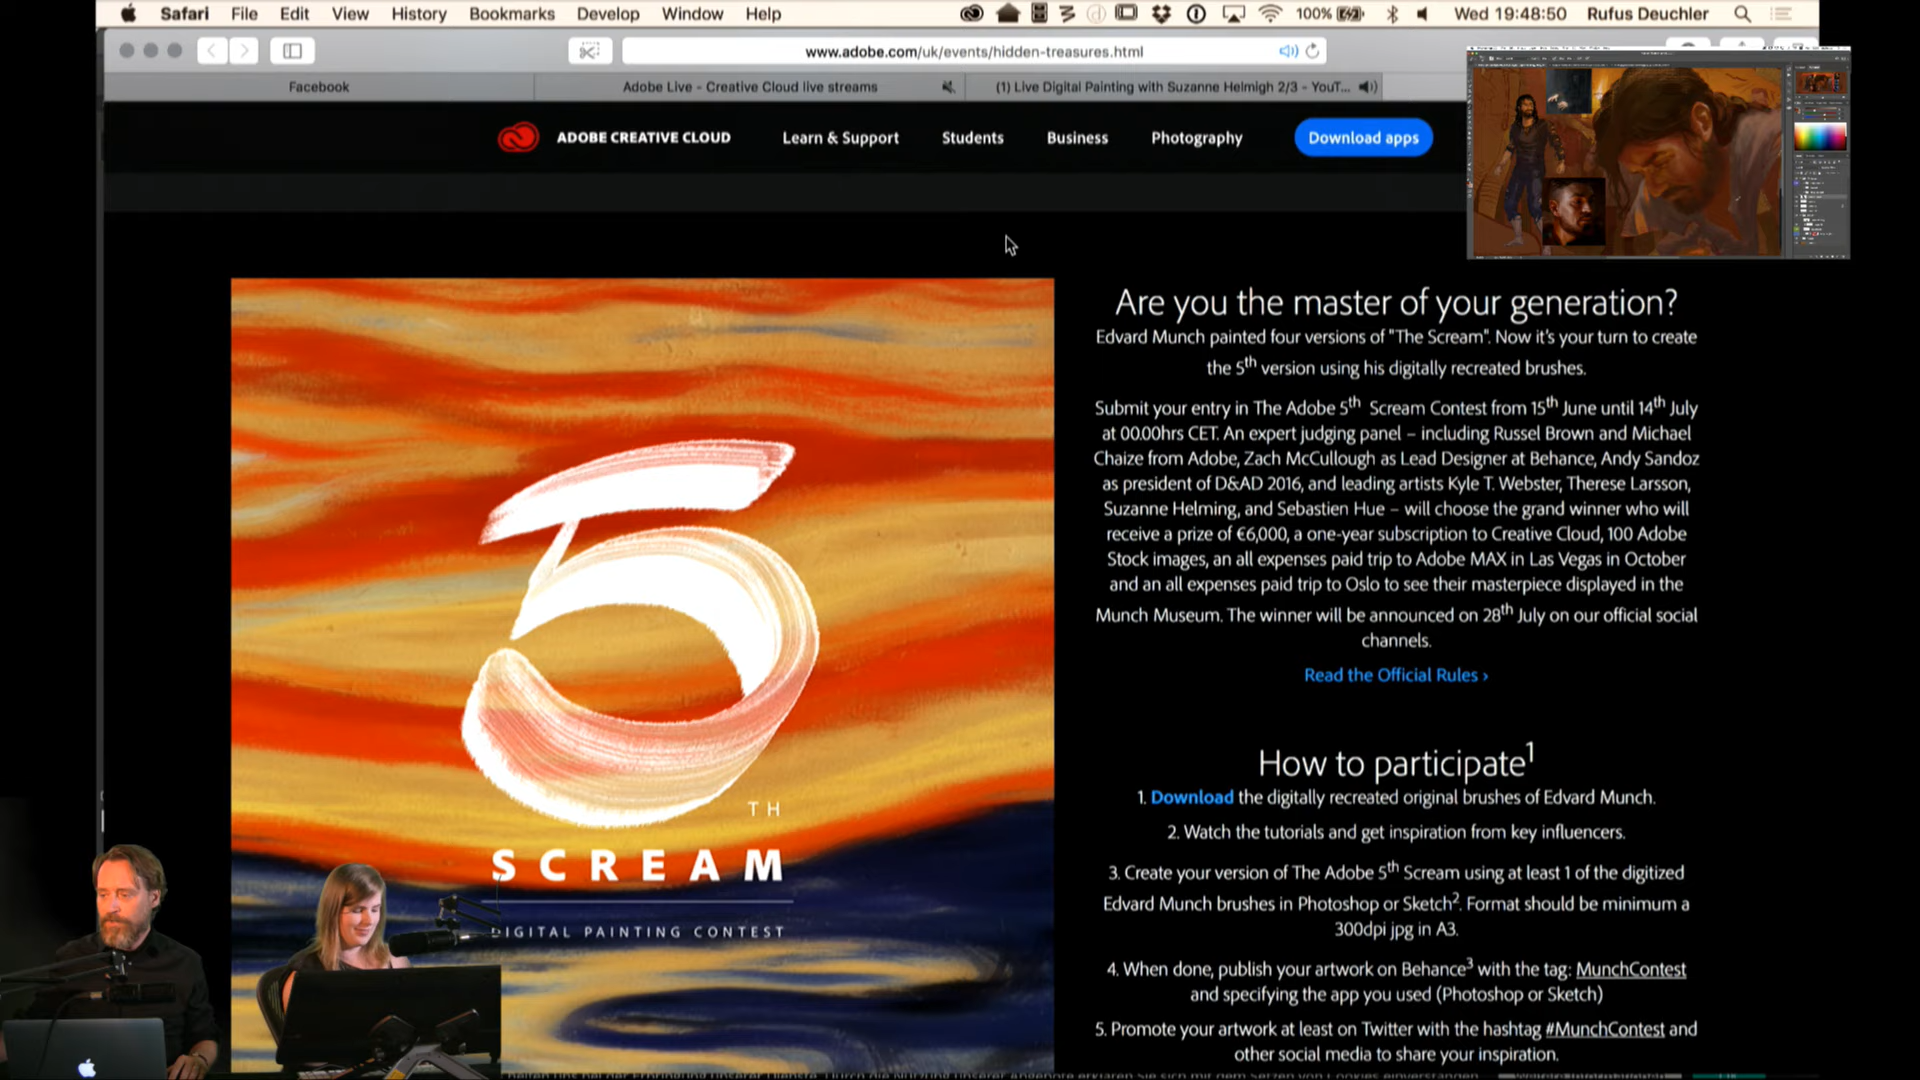 Safari File Edit View History Bookmarks Develop Window Help 100% Wed 19:48:50 Rufus Deuchler
www.adobe.com/uk/events/hidden-treasures.html
Facebook
Adobe Live - Creative Cloud live streams
(1) Live Digital Painting with Suzanne Helmigh 2/3 - YouT...
ADOBE CREATIVE CLOUD Learn & Support Students Business Photography Download apps
5
TH
SCREAM
DIGITAL PAINTING CONTEST
Are you the master of your generation?
Edvard Munch painted four versions of "The Scream". Now it's your turn to create
the 5th version using his digitally recreated brushes.
Submit your entry in The Adobe 5th Scream Contest from 15th June until 14th July
at 00.00hrs CET. An expert judging panel – including Russel Brown and Michael
Chaize from Adobe, Zach McCullough as Lead Designer at Behance, Andy Sandoz
as president of D&AD 2016, and leading artists Kyle T. Webster, Therese Larsson,
Suzanne Helming, and Sebastien Hue – will choose the grand winner who will
receive a prize of €6,000, a one-year subscription to Creative Cloud, 100 Adobe
Stock images, an all expenses paid trip to Adobe MAX in Las Vegas in October
and an all expenses paid trip to Oslo to see their masterpiece displayed in the
Munch Museum. The winner will be announced on 28th July on our official social
channels.
Read the Official Rules ›
How to participate1
1. Download the digitally recreated original brushes of Edvard Munch.
2. Watch the tutorials and get inspiration from key influencers.
3. Create your version of The Adobe 5th Scream using at least 1 of the digitized
Edvard Munch brushes in Photoshop or Sketch2. Format should be minimum a
300dpi jpg in A3.
4. When done, publish your artwork on Behance3 with the tag: MunchContest
and specifying the app you used (Photoshop or Sketch)
5. Promote your artwork at least on Twitter with the hashtag #MunchContest and
other social media to share your inspiration.